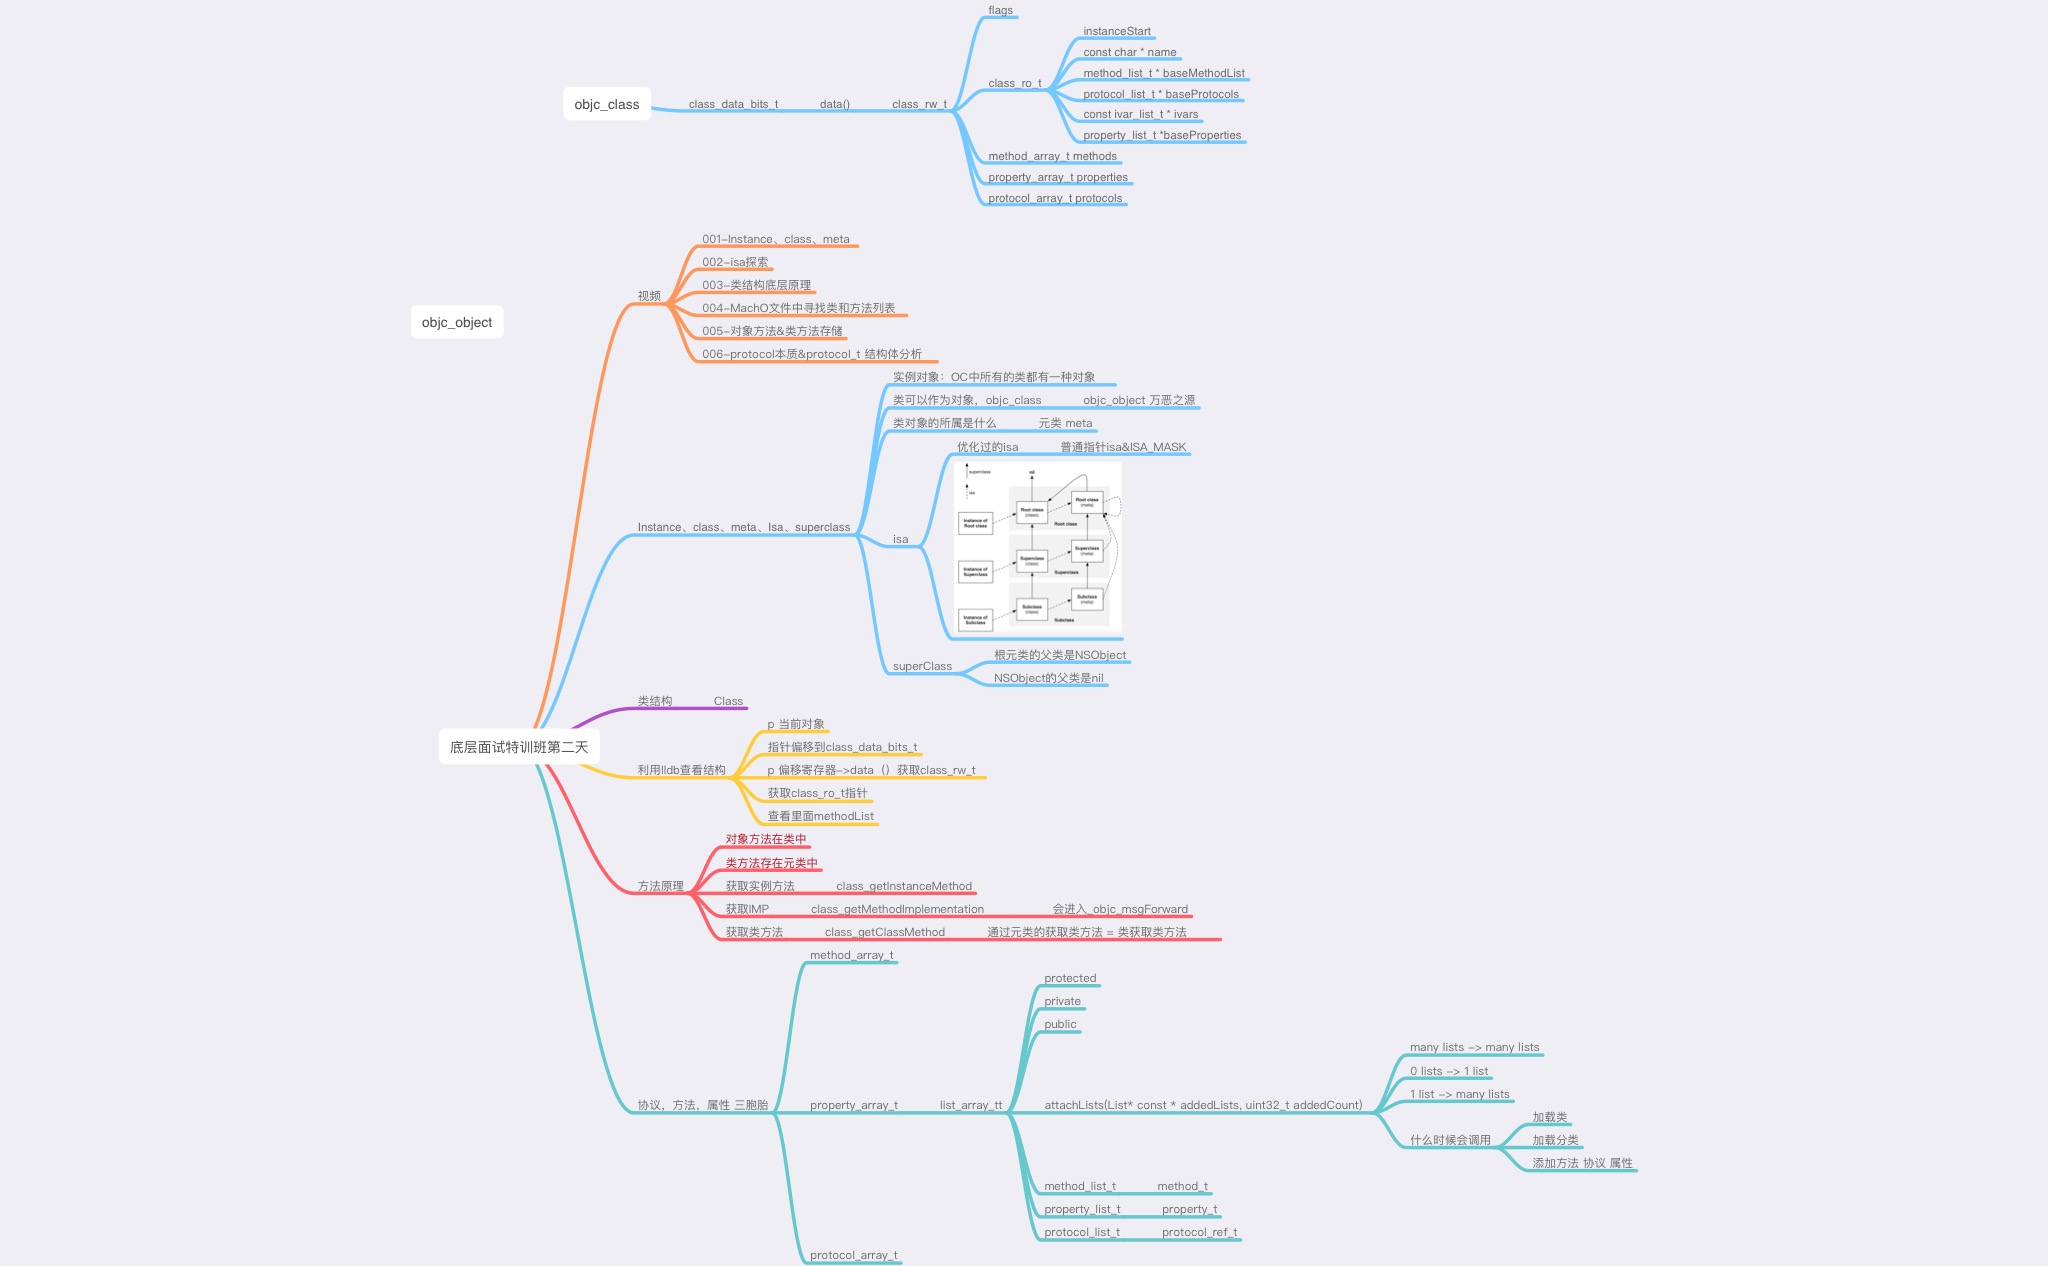 flags
instanceStart
const char * name
class_ro_t
method_list_t * baseMethodList
protocol_list_t * baseProtocols
const ivar_list_t * ivars
property_list_t *baseProperties
objc_class
class_data_bits_t
data()
class_rw_t
method_array_t methods
property_array_t properties
protocol_array_t protocols
objc_object
底层面试特训班第二天
视频
001-Instance、class、meta
002-isa探索
003-类结构底层原理
004-MachO文件中寻找类和方法列表
005-对象方法&类方法存储
006-protocol本质&protocol_t 结构体分析
Instance、class、meta、Isa、superclass
实例对象：OC中所有的类都有一种对象
类可以作为对象，objc_class
objc_object 万恶之源
类对象的所属是什么
元类 meta
isa
优化过的isa
普通指针isa&ISA_MASK
superclass
isa
nil
Root class
(class)
Root class
(meta)
Instance of
Root class
Root class
Superclass
(class)
Superclass
(meta)
Instance of
Superclass
Superclass
Subclass
(class)
Subclass
(meta)
Instance of
Subclass
Subclass
superClass
根元类的父类是NSObject
NSObject的父类是nil
类结构
Class
利用lldb查看结构
p 当前对象
指针偏移到class_data_bits_t
p 偏移寄存器->data（）获取class_rw_t
获取class_ro_t指针
查看里面methodList
方法原理
对象方法在类中
类方法存在元类中
获取实例方法
class_getInstanceMethod
获取IMP
class_getMethodImplementation
会进入_objc_msgForward
获取类方法
class_getClassMethod
通过元类的获取类方法 = 类获取类方法
协议，方法，属性 三胞胎
method_array_t
property_array_t
list_array_tt
protected
private
public
attachLists(List* const * addedLists, uint32_t addedCount)
many lists -> many lists
0 lists -> 1 list
1 list -> many lists
什么时候会调用
加载类
加载分类
添加方法 协议 属性
method_list_t
method_t
property_list_t
property_t
protocol_list_t
protocol_ref_t
protocol_array_t